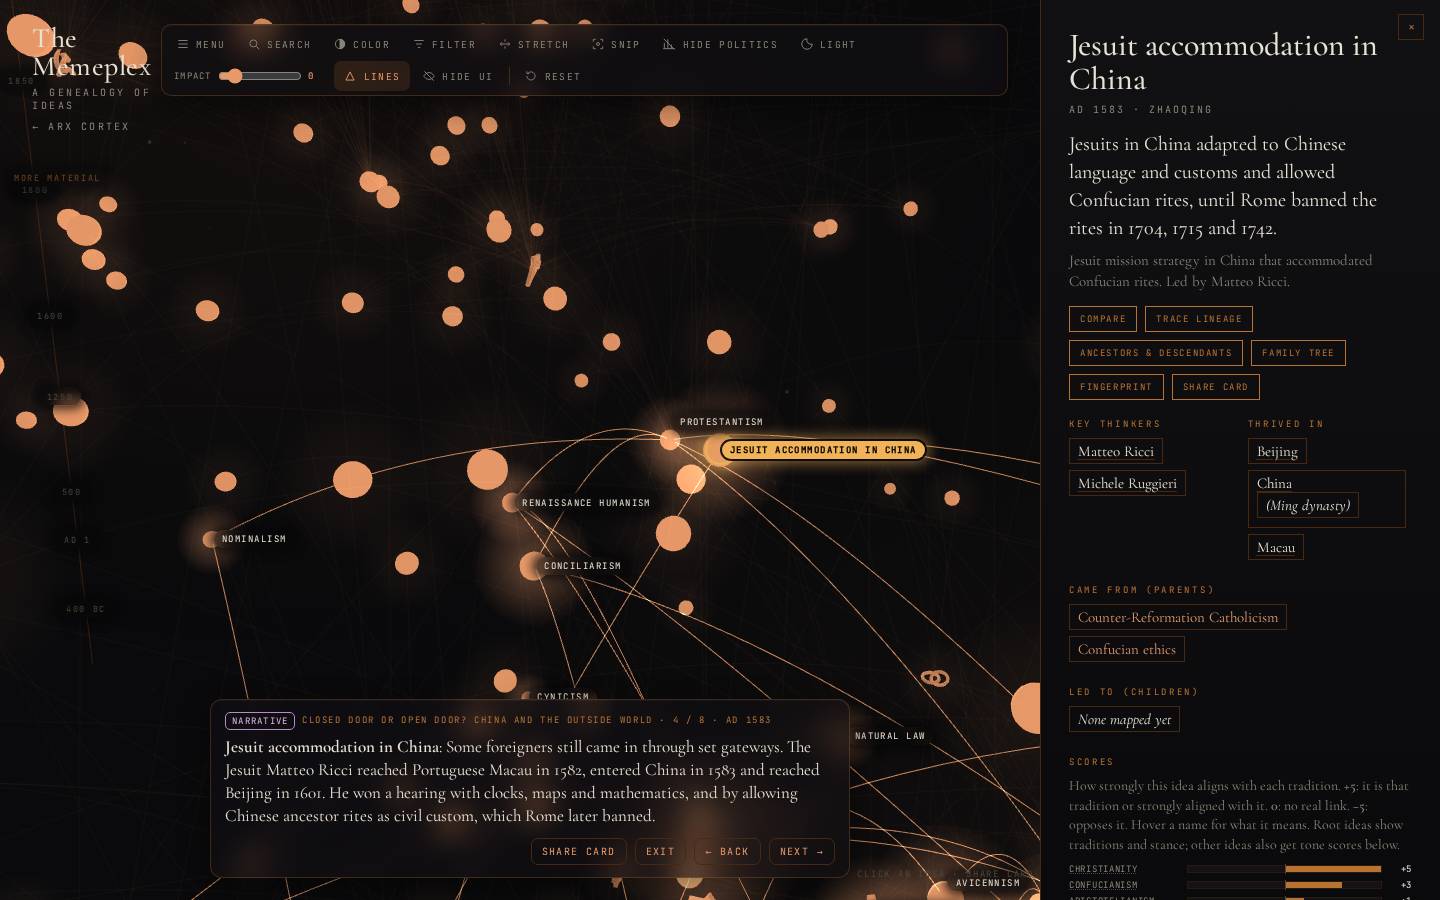 The
Memeplex
A GENEALOGY OF
IDEAS
← ARX CORTEX
MENU
SEARCH
COLOR
FILTER
STRETCH
SNIP
HIDE POLITICS
LIGHT
IMPACT
0
LINES
HIDE UI
RESET
1850
MORE MATERIAL
1800
1600
1250
500
AD 1
400 BC
PROTESTANTISM
JESUIT ACCOMMODATION IN CHINA
RENAISSANCE HUMANISM
NOMINALISM
CONCILIARISM
CYNICISM
NATURAL LAW
AVICENNISM
NARRATIVE CLOSED DOOR OR OPEN DOOR? CHINA AND THE OUTSIDE WORLD · 4 / 8 · AD 1583
Jesuit accommodation in China: Some foreigners still came in through set gateways. The
Jesuit Matteo Ricci reached Portuguese Macau in 1582, entered China in 1583 and reached
Beijing in 1601. He won a hearing with clocks, maps and mathematics, and by allowing
Chinese ancestor rites as civil custom, which Rome later banned.
SHARE CARD
EXIT
← BACK
NEXT →
×
Jesuit accommodation in
China
AD 1583 · ZHAOQING
Jesuits in China adapted to Chinese
language and customs and allowed
Confucian rites, until Rome banned the
rites in 1704, 1715 and 1742.
Jesuit mission strategy in China that accommodated
Confucian rites. Led by Matteo Ricci.
COMPARE
TRACE LINEAGE
ANCESTORS & DESCENDANTS
FAMILY TREE
FINGERPRINT
SHARE CARD
KEY THINKERS
Matteo Ricci
Michele Ruggieri
THRIVED IN
Beijing
China
(Ming dynasty)
Macau
CAME FROM (PARENTS)
Counter-Reformation Catholicism
Confucian ethics
LED TO (CHILDREN)
None mapped yet
SCORES
How strongly this idea aligns with each tradition. +5: it is that
tradition or strongly aligned with it. 0: no real link. −5:
opposes it. Hover a name for what it means. Root ideas show
traditions and stance; other ideas also get tone scores below.
CHRISTIANITY +5
CONFUCIANISM +3